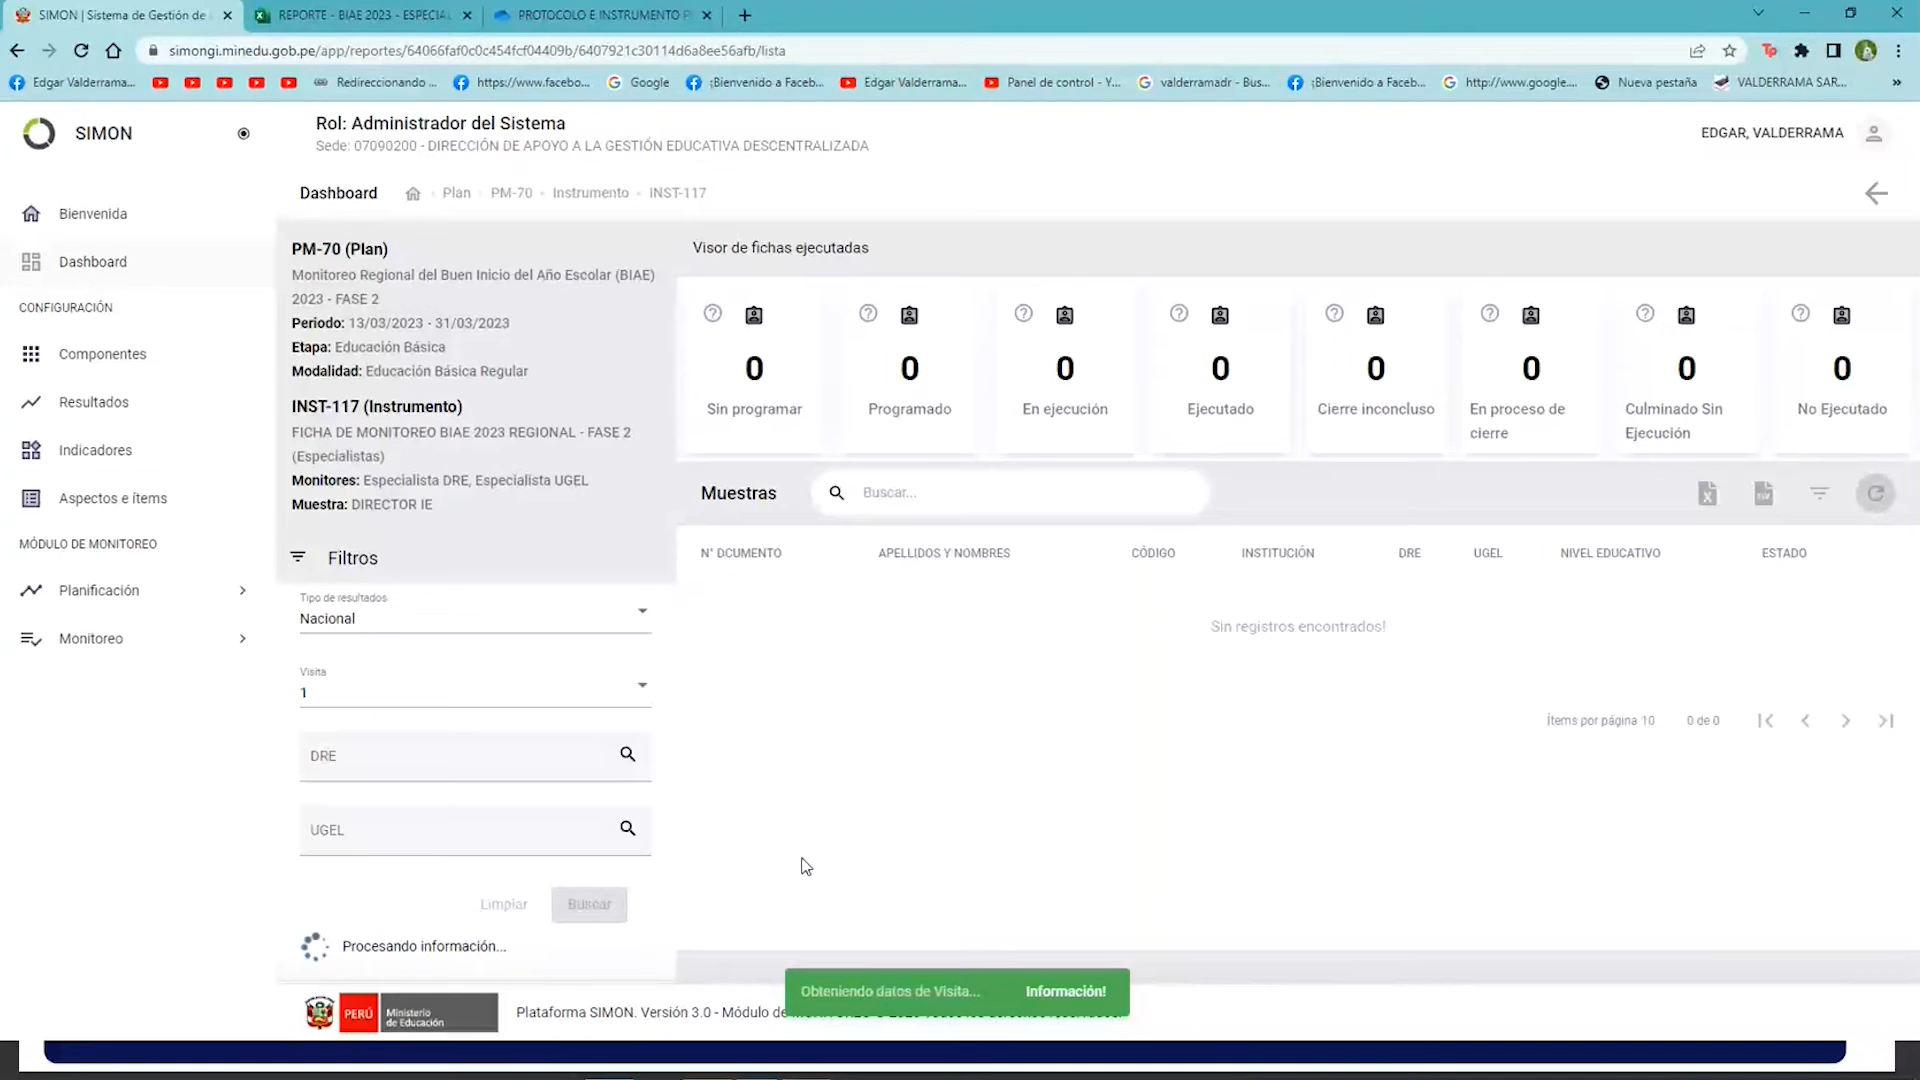 SIMON | Sistema de Gestión de
REPORTE - BIAE 2023 - ESPECIAL
PROTOCOLO E INSTRUMENTO P
simongi.minedu.gob.pe/app/reportes/64066faf0c0c454fcf04409b/6407921c30114d6a8ee56afb/lista
Edgar Valderrama...
Redireccionando ...
https://www.facebo...
Google
¡Bienvenido a Faceb...
Edgar Valderrama...
Panel de control - Y...
valderramadr - Bus...
¡Bienvenido a Faceb...
http://www.google....
Nueva pestaña
VALDERRAMA SAR...
»
SIMON
Rol: Administrador del Sistema
Sede: 07090200 - DIRECCIÓN DE APOYO A LA GESTIÓN EDUCATIVA DESCENTRALIZADA
EDGAR, VALDERRAMA
Bienvenida
Dashboard
CONFIGURACIÓN
Componentes
Resultados
Indicadores
Aspectos e ítems
MÓDULO DE MONITOREO
Planificación
Monitoreo
Dashboard
Plan
PM-70
Instrumento
INST-117
PM-70 (Plan)
Monitoreo Regional del Buen Inicio del Año Escolar (BIAE)
2023 - FASE 2
Periodo: 13/03/2023 - 31/03/2023
Etapa: Educación Básica
Modalidad: Educación Básica Regular
INST-117 (Instrumento)
FICHA DE MONITOREO BIAE 2023 REGIONAL - FASE 2
(Especialistas)
Monitores: Especialista DRE, Especialista UGEL
Muestra: DIRECTOR IE
Filtros
Tipo de resultados
Nacional
Visita
1
DRE
UGEL
Limpiar
Buscar
Procesando información...
Visor de fichas ejecutadas
0
Sin programar
0
Programado
0
En ejecución
0
Ejecutado
0
Cierre inconcluso
0
En proceso de
cierre
0
Culminado Sin
Ejecución
0
No Ejecutado
Muestras
Buscar...
N° DCUMENTO
APELLIDOS Y NOMBRES
CÓDIGO
INSTITUCIÓN
DRE
UGEL
NIVEL EDUCATIVO
ESTADO
Sin registros encontrados!
Ítems por página 10
0 de 0
Obteniendo datos de Visita...
Información!
PERÚ
Ministerio
de Educación
Plataforma SIMON. Versión 3.0 - Módulo de